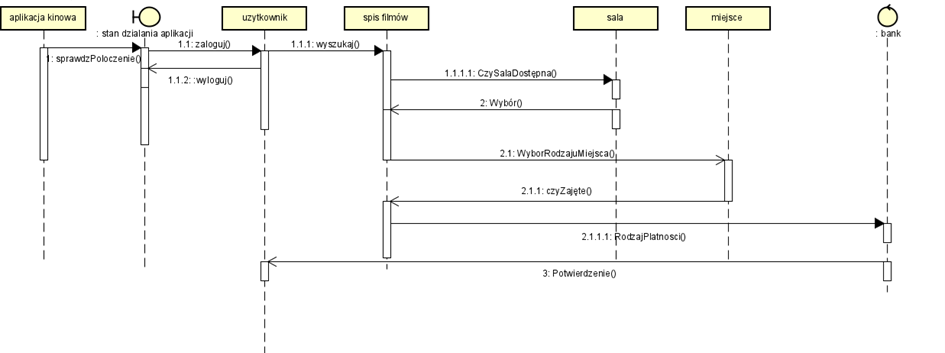 aplikacja kinowa
: stan dzialania aplikacji
uzytkownik
spis filmów
sala
miejsce
: bank
1: sprawdzPoloczenie()
1.1: zaloguj()
1.1.1: wyszukaj()
1.1.2: :wyloguj()
1.1.1.1: CzySalaDostępna()
2: Wybór()
2.1: WyborRodzajuMiejsca()
2.1.1: czyZajęte()
2.1.1.1: RodzajPlatnosci()
3: Potwierdzenie()